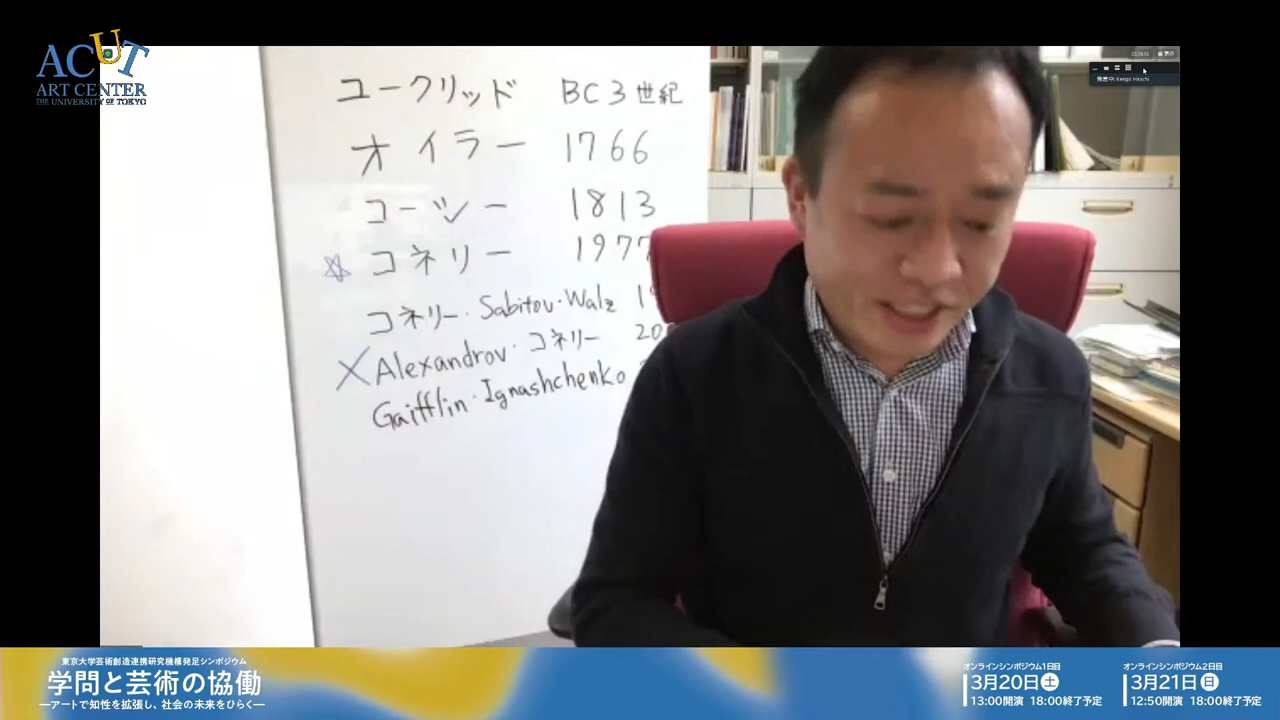 ACUT
ART CENTER
THE UNIVERSITY OF TOKYO
ユークリッド BC3世紀
オイラー 1766
コーシー 1813
コネリー 1977
コネリー・Sabitov・Walz
Alexandrov・コネリー 20
Gaifflin・Ignashchenko
東京大学芸術創造連携研究機構発足シンポジウム
学問と芸術の協働
―アートで知性を拡張し、社会の未来をひらく―
オンラインシンポジウム1日目
3月20日土
13:00開演 18:00終了予定
オンラインシンポジウム2日目
3月21日日
12:50開演 18:00終了予定